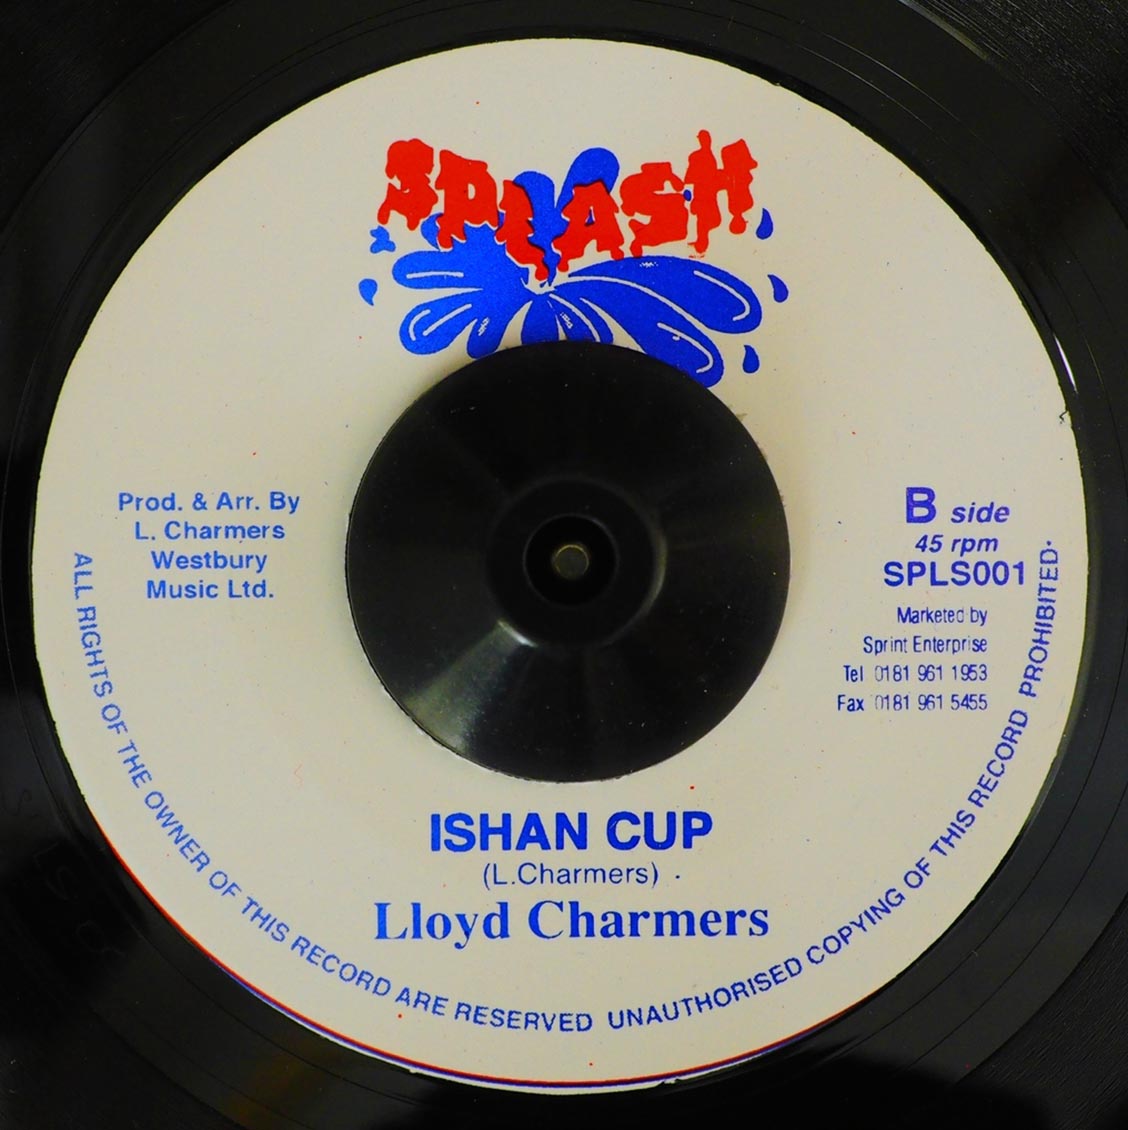 SPLASH
Prod. & Arr. By
L. Charmers
Westbury
Music Ltd.
B side
45 rpm
SPLS001
Marketed by
Sprint Enterprise
Tel 0181 961 1953
Fax 0181 961 5455
ISHAN CUP
(L.Charmers)
Lloyd Charmers
ALL RIGHTS OF THE OWNER OF THIS RECORD ARE RESERVED UNAUTHORISED COPYING OF THIS RECORD PROHIBITED.